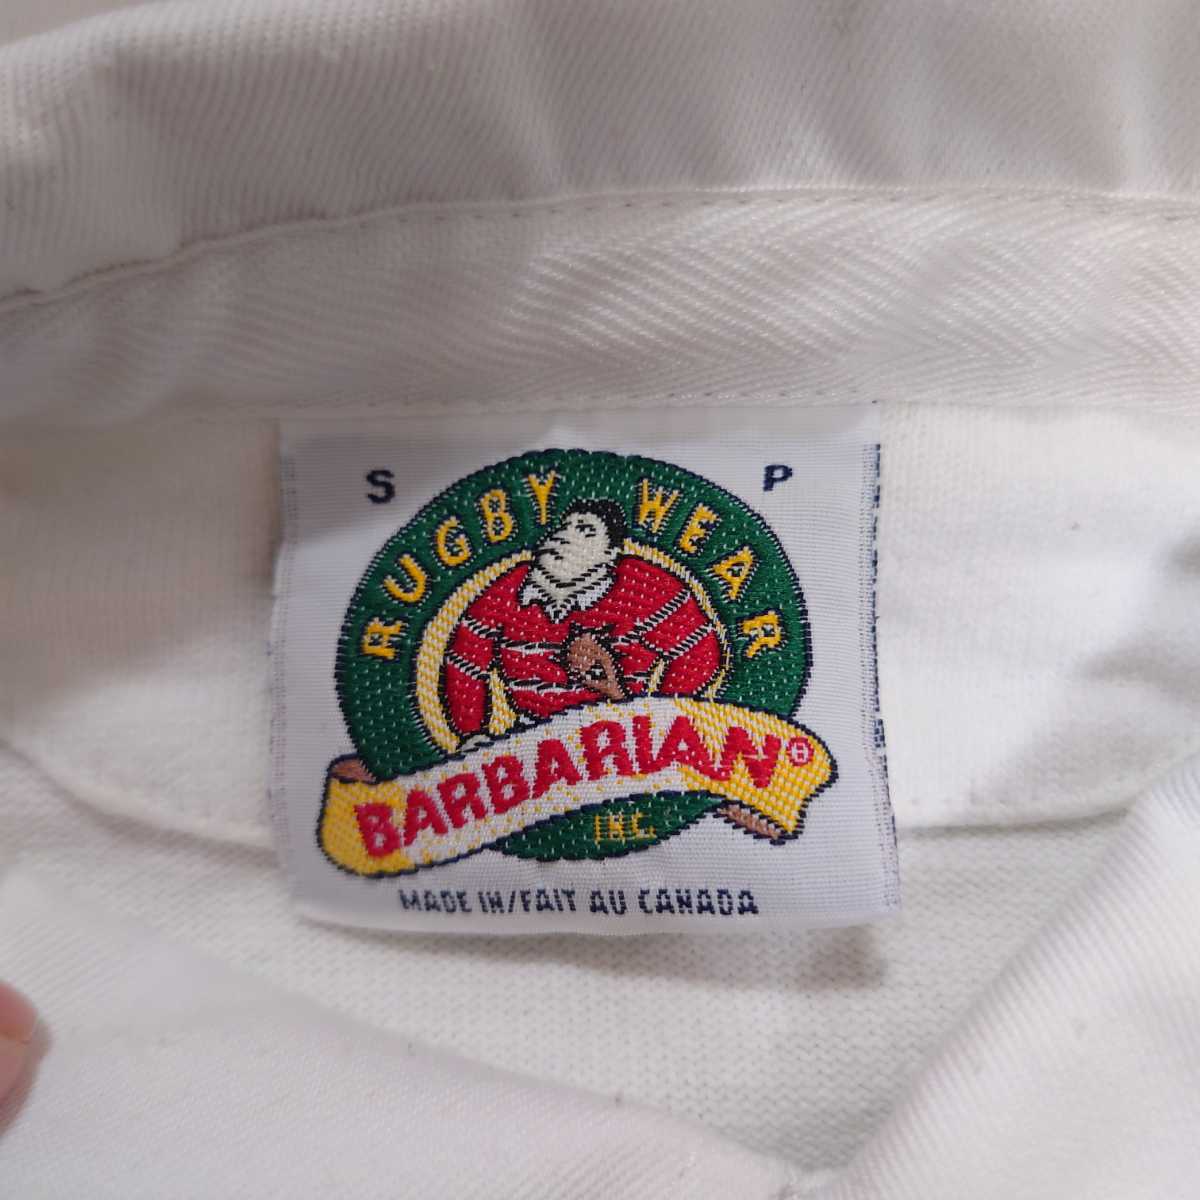 S P
RUGBY WEAR
BARBARIAN®
INC.
MADE IN/FAIT AU CANADA